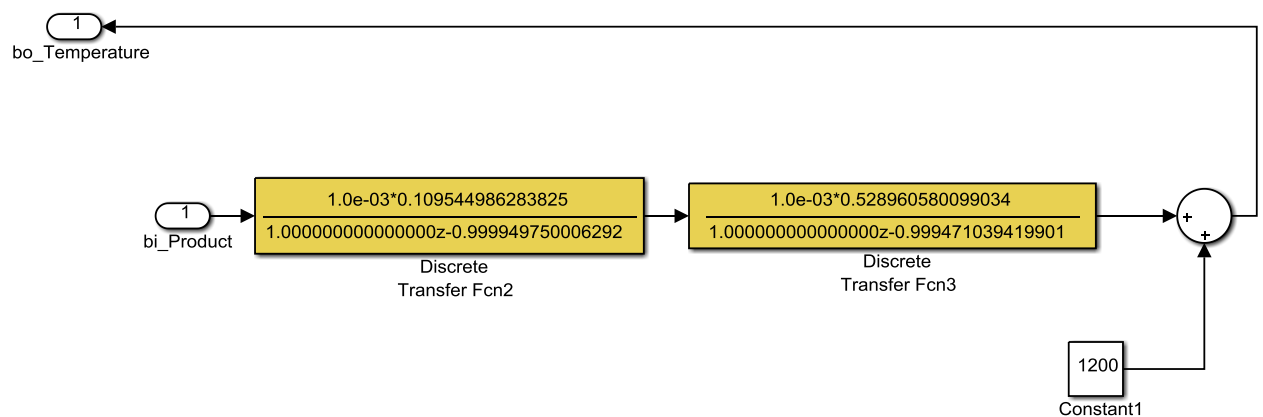 1
bo_Temperature
1
bi_Product
1.0e-03*0.109544986283825
1.000000000000000z-0.999949750006292
Discrete
Transfer Fcn2
1.0e-03*0.528960580099034
1.000000000000000z-0.999471039419901
Discrete
Transfer Fcn3
+
+
1200
Constant1